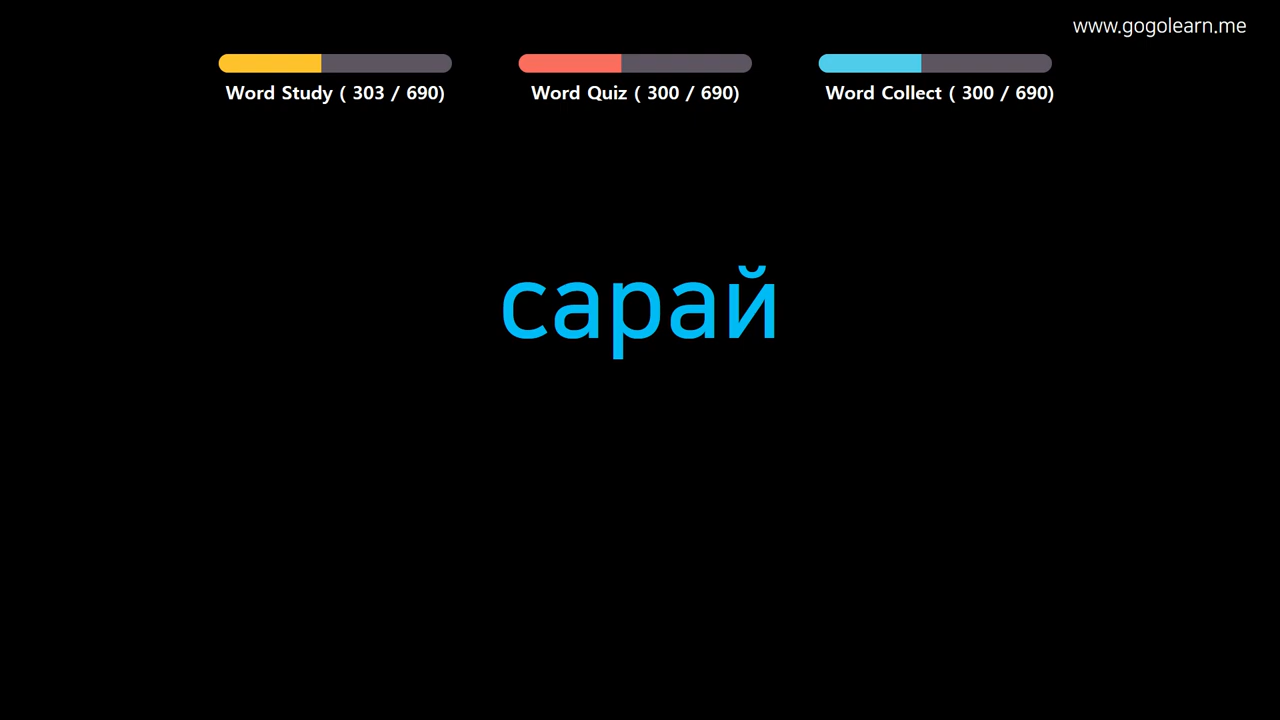 www.gogolearn.me
Word Study ( 303 / 690)
Word Quiz ( 300 / 690)
Word Collect ( 300 / 690)
сарай